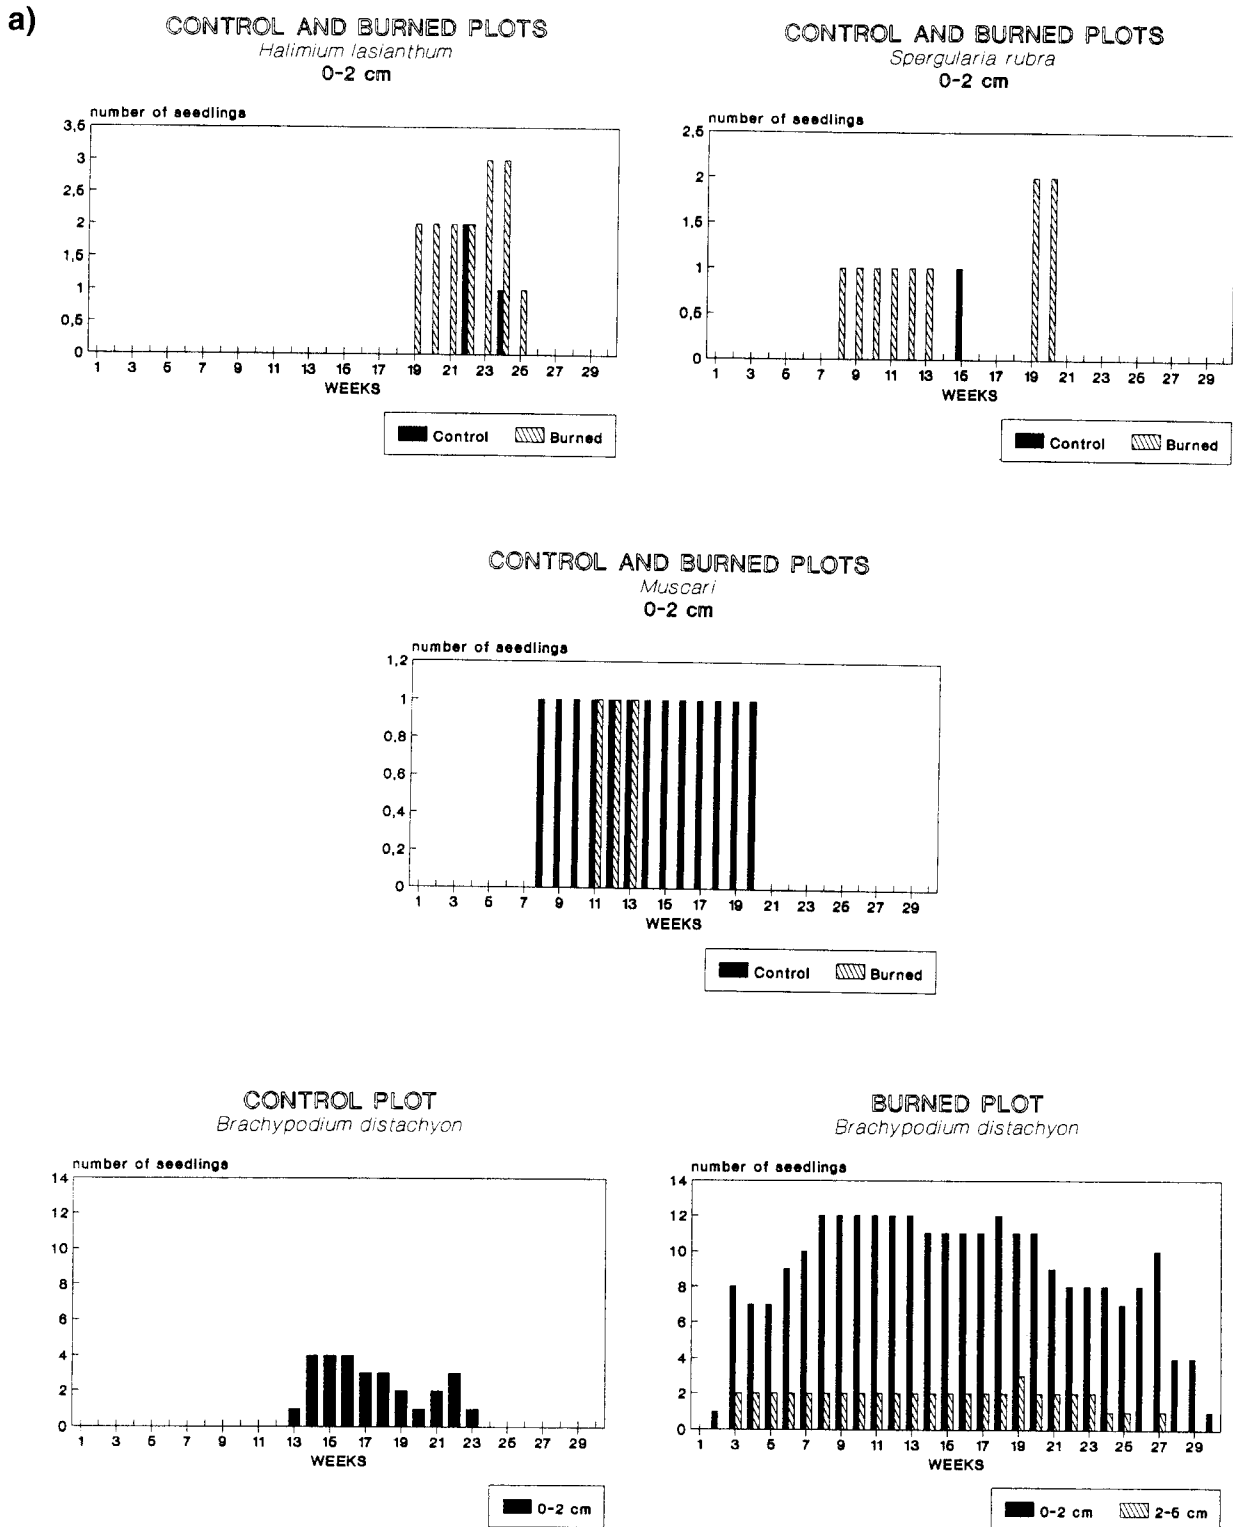 a)
CONTROL AND BURNED PLOTS
Halimium lasianthum
0-2 cm
number of seedlings
3,5
3
2,5
2
1,5
1
0,5
0
1 3 5 7 9 11 13 15 17 19 21 23 25 27 29
WEEKS
Control Burned
CONTROL AND BURNED PLOTS
Spergularia rubra
0-2 cm
number of seedlings
2,5
2
1,5
1
0,5
0
1 3 5 7 9 11 13 15 17 19 21 23 25 27 29
WEEKS
Control Burned
CONTROL AND BURNED PLOTS
Muscari
0-2 cm
number of seedlings
1,2
1
0,8
0,6
0,4
0,2
0
1 3 5 7 9 11 13 15 17 19 21 23 25 27 29
WEEKS
Control Burned
CONTROL PLOT
Brachypodium distachyon
number of seedlings
14
12
10
8
6
4
2
0
1 3 5 7 9 11 13 15 17 19 21 23 25 27 29
WEEKS
0-2 cm
BURNED PLOT
Brachypodium distachyon
number of seedlings
14
12
10
8
6
4
2
0
1 3 5 7 9 11 13 15 17 19 21 23 25 27 29
WEEKS
0-2 cm 2-5 cm